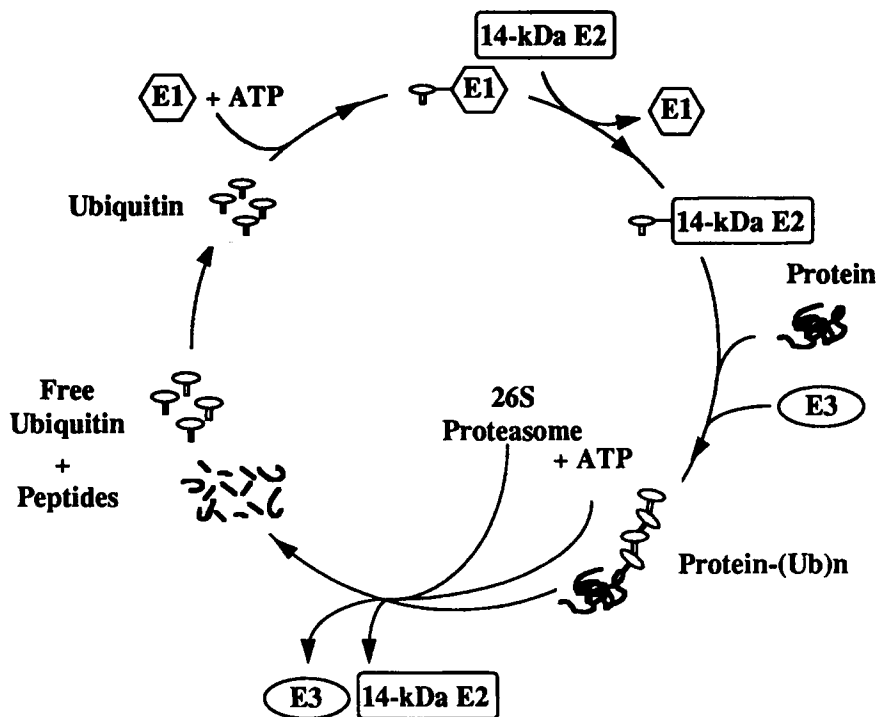 14-kDa E2
E1 + ATP
E1
E1
Ubiquitin
14-kDa E2
Protein
E3
26S
Proteasome
+ ATP
Free
Ubiquitin
+
Peptides
Protein-(Ub)n
E3
14-kDa E2